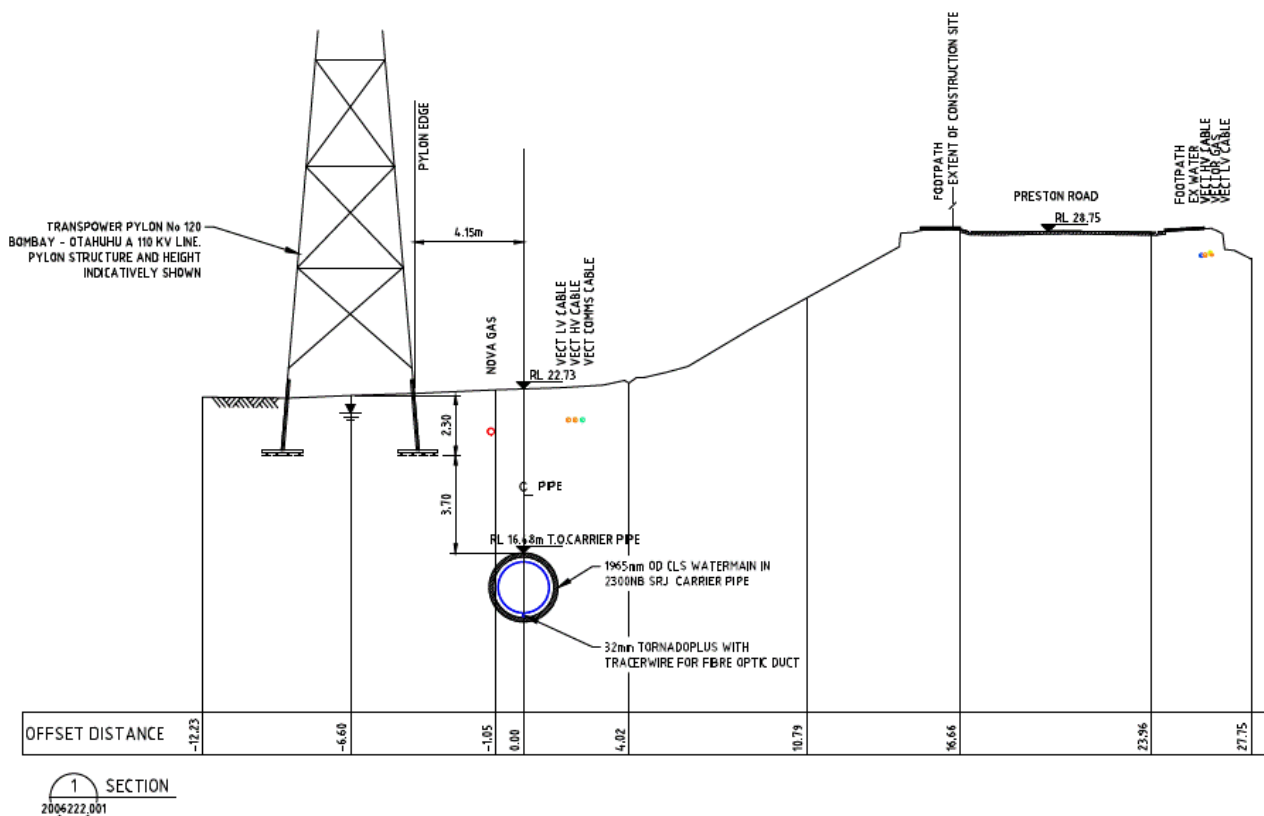 TRANSPOWER PYLON No 120
BOMBAY - OTAHUHU A 110 KV LINE.
PYLON STRUCTURE AND HEIGHT
INDICATIVELY SHOWN
PYLON EDGE
4.15m
NOVA GAS
VECT LV CABLE
VECT HV CABLE
VECT COMMS CABLE
RL 22.73
2.30
3.70
C PIPE
RL 16.48m T.O.CARRIER PIPE
1965mm OD CLS WATERMAIN IN
2300NB SRJ CARRIER PIPE
32mm TORNADOPLUS WITH
TRACERWIRE FOR FIBRE OPTIC DUCT
FOOTPATH
EXTENT OF CONSTRUCTION SITE
PRESTON ROAD
RL 28.75
FOOTPATH
EX WATER
VECT HV CABLE
VECTOR GAS
VECT LV CABLE
OFFSET DISTANCE
-12.23
-6.60
-1.05
0.00
4.02
10.79
16.66
23.96
27.75
1 SECTION
2006222.001